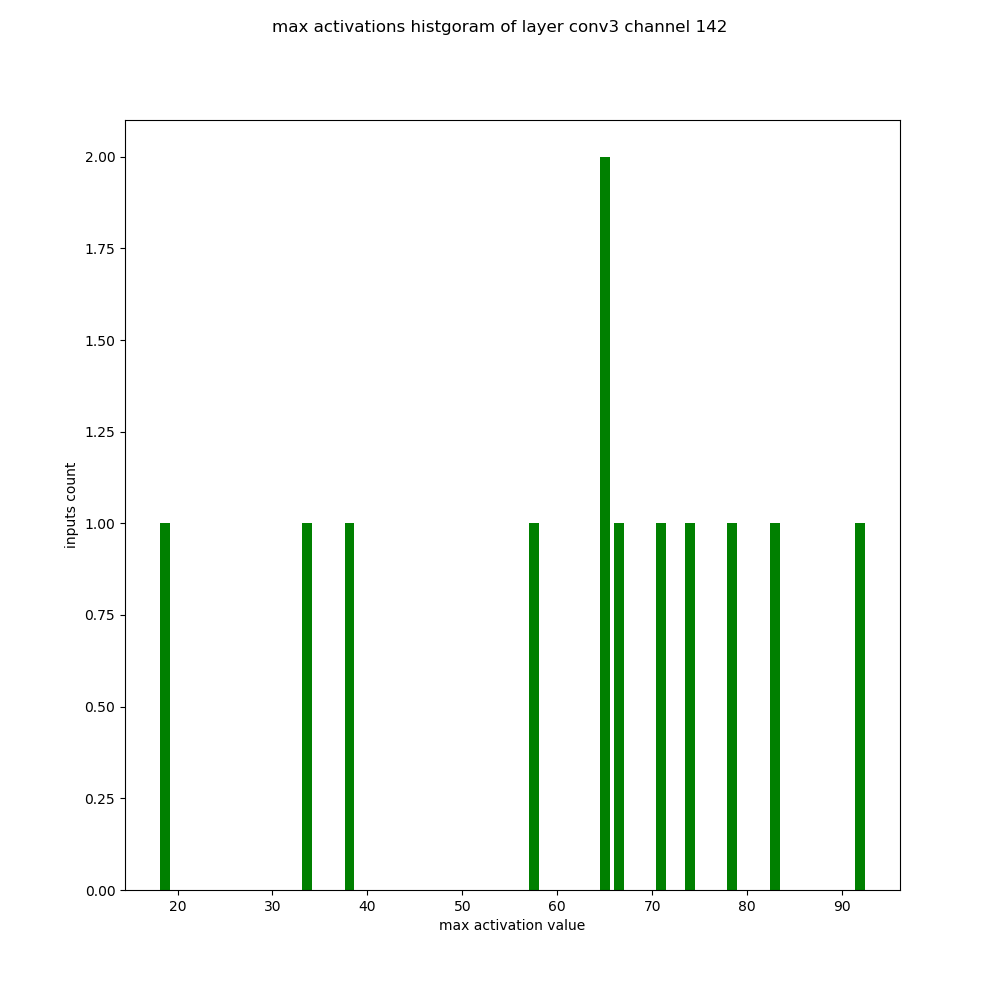 max activations histgoram of layer conv3 channel 142
2.00
1.75
1.50
1.25
1.00
0.75
0.50
0.25
0.00
inputs count
20 30 40 50 60 70 80 90
max activation value